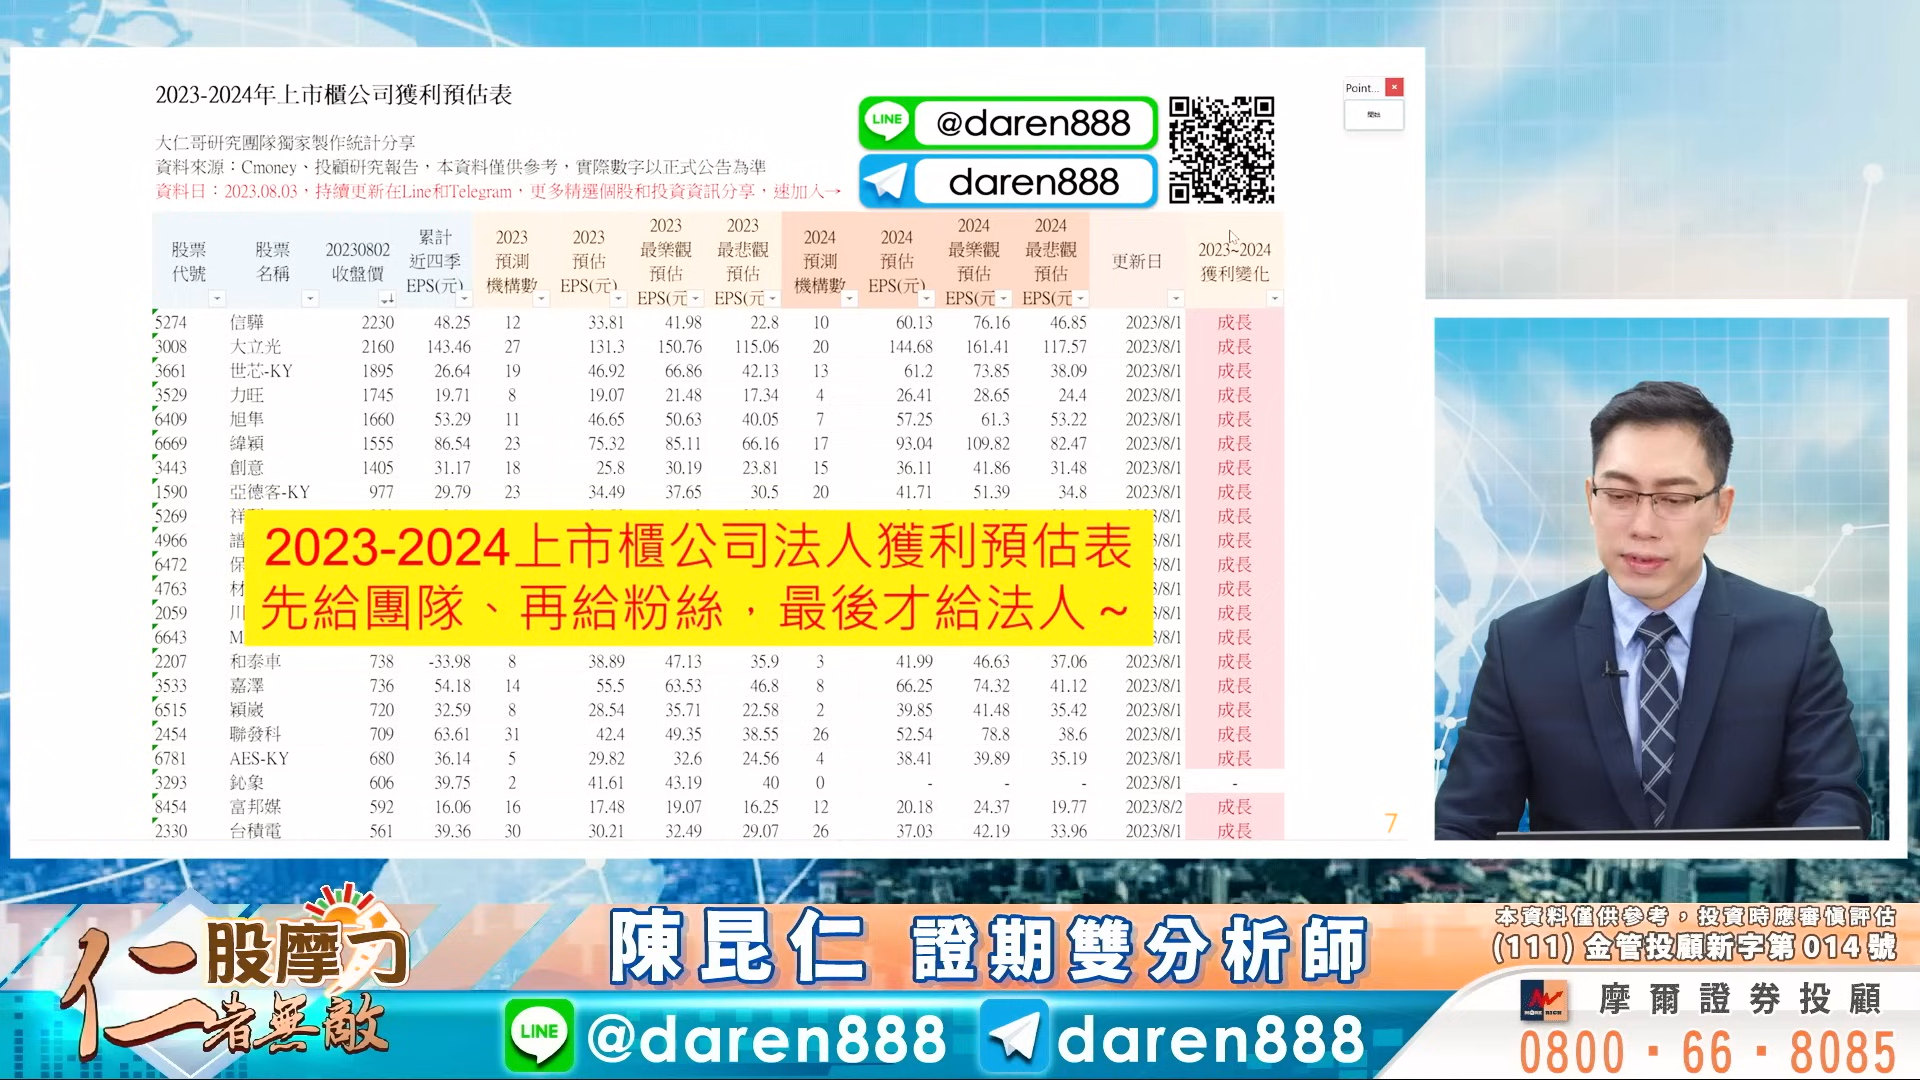 2023-2024年上市櫃公司獲利預估表
大仁哥研究團隊獨家製作統計分享
資料來源：Cmoney、投顧研究報告，本資料僅供參考，實際數字以正式公告為準
資料日：2023.08.03，持續更新在Line和Telegram，更多精選個股和投資資訊分享，速加入→
LINE @daren888
daren888
Point...
開始
股票代號 股票名稱 20230802收盤價 累計近四季EPS(元) 2023預測機構數 2023預估EPS(元) 2023最樂觀預估EPS(元 2023最悲觀預估EPS(元 2024預測機構數 2024預估EPS(元) 2024最樂觀預估EPS(元 2024最悲觀預估EPS(元 更新日 2023~2024獲利變化
5274 信驊 2230 48.25 12 33.81 41.98 22.8 10 60.13 76.16 46.85 2023/8/1 成長
3008 大立光 2160 143.46 27 131.3 150.76 115.06 20 144.68 161.41 117.57 2023/8/1 成長
3661 世芯-KY 1895 26.64 19 46.92 66.86 42.13 13 61.2 73.85 38.09 2023/8/1 成長
3529 力旺 1745 19.71 8 19.07 21.48 17.34 4 26.41 28.65 24.4 2023/8/1 成長
6409 旭隼 1660 53.29 11 46.65 50.63 40.05 7 57.25 61.3 53.22 2023/8/1 成長
6669 緯穎 1555 86.54 23 75.32 85.11 66.16 17 93.04 109.82 82.47 2023/8/1 成長
3443 創意 1405 31.17 18 25.8 30.19 23.81 15 36.11 41.86 31.48 2023/8/1 成長
1590 亞德客-KY 977 29.79 23 34.49 37.65 30.5 20 41.71 51.39 34.8 2023/8/1 成長
5269 祥 3/8/1 成長
4966 譜 3/8/1 成長
6472 保 3/8/1 成長
4763 材 3/8/1 成長
2059 川 3/8/1 成長
6643 M 3/8/1 成長
2023-2024上市櫃公司法人獲利預估表
先給團隊、再給粉絲，最後才給法人～
2207 和泰車 738 -33.98 8 38.89 47.13 35.9 3 41.99 46.63 37.06 2023/8/1 成長
3533 嘉澤 736 54.18 14 55.5 63.53 46.8 8 66.25 74.32 41.12 2023/8/1 成長
6515 穎崴 720 32.59 8 28.54 35.71 22.58 2 39.85 41.48 35.42 2023/8/1 成長
2454 聯發科 709 63.61 31 42.4 49.35 38.55 26 52.54 78.8 38.6 2023/8/1 成長
6781 AES-KY 680 36.14 5 29.82 32.6 24.56 4 38.41 39.89 35.19 2023/8/1 成長
3293 鈊象 606 39.75 2 41.61 43.19 40 0 - - - 2023/8/1 -
8454 富邦媒 592 16.06 16 17.48 19.07 16.25 12 20.18 24.37 19.77 2023/8/2 成長
2330 台積電 561 39.36 30 30.21 32.49 29.07 26 37.03 42.19 33.96 2023/8/1 成長
7
股摩力
仁者無敵
陳昆仁 證期雙分析師
LINE @daren888 daren888
本資料僅供參考，投資時應審慎評估
(111) 金管投顧新字第 014 號
摩爾證券投顧
0800・66・8085